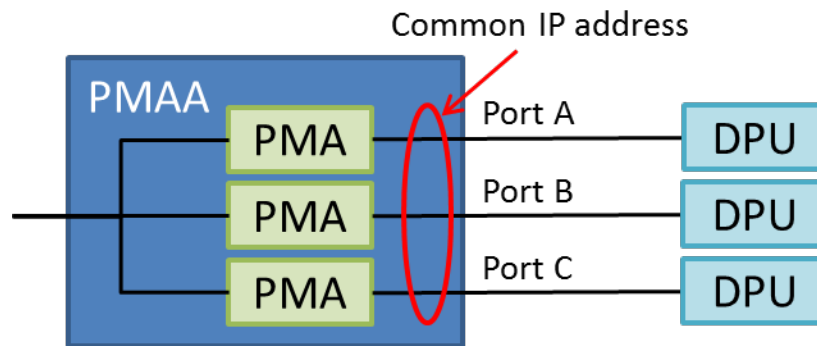 Common IP address
PMAA
PMA
Port A
DPU
PMA
Port B
DPU
PMA
Port C
DPU